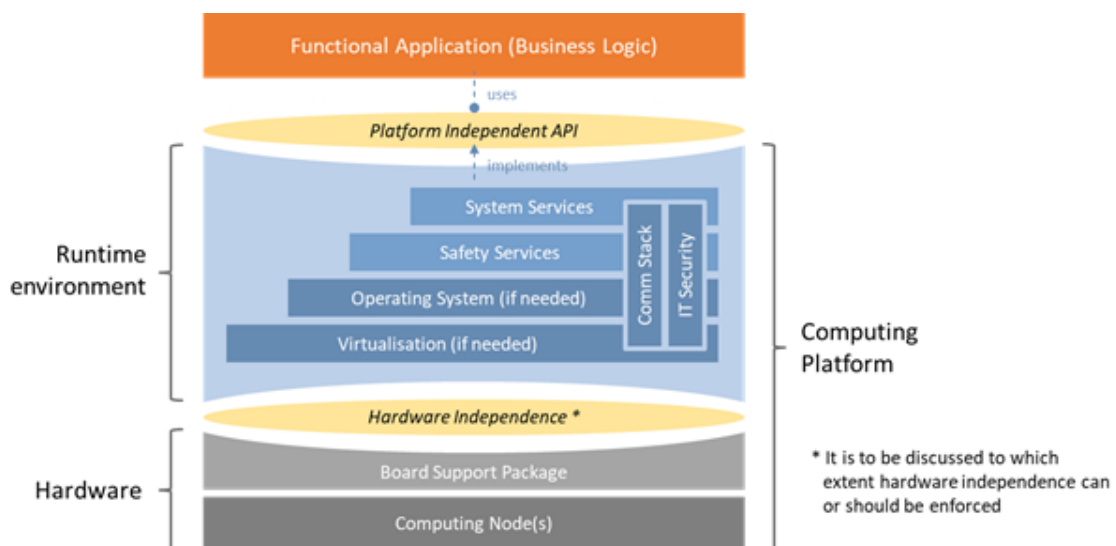 Functional Application (Business Logic)
uses
Platform Independent API
implements
System Services
Safety Services
Operating System (if needed)
Virtualisation (if needed)
Comm Stack
IT Security
Runtime
environment
Computing
Platform
Hardware Independence *
Board Support Package
Computing Node(s)
Hardware
* It is to be discussed to which
extent hardware independence can
or should be enforced